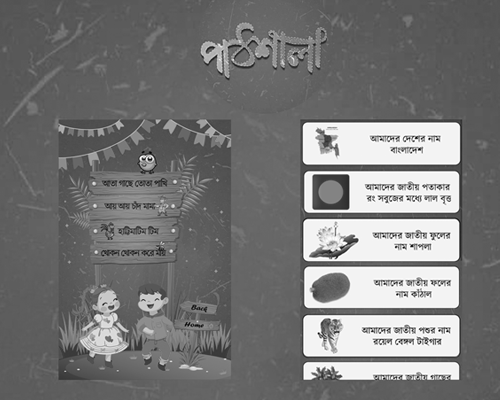 পাঠশালা
আতা গাছে তোতা পাখি
আয় আয় চাঁদ মামা
হাট্টিমাটিম টিম
খোকন খোকন করে মায়
Back
Home
আমাদের দেশের নাম
বাংলাদেশ
আমাদের জাতীয় পতাকার
রং সবুজের মধ্যে লাল বৃত্ত
আমাদের জাতীয় ফুলের
নাম শাপলা
আমাদের জাতীয় ফলের
নাম কাঁঠাল
আমাদের জাতীয় পশুর নাম
রয়েল বেঙ্গল টাইগার
আমাদের জাতীয় গাছের